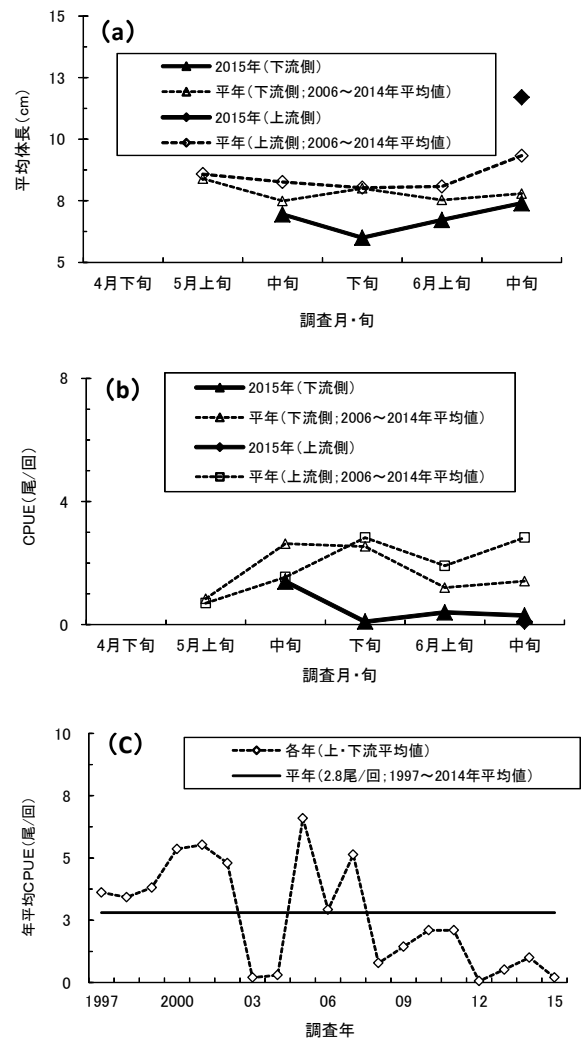 (a)
15
13
10
8
5
平均体長(cm)
2015年(下流側)
平年(下流側;2006～2014年平均値)
2015年(上流側)
平年(上流側;2006～2014年平均値)
4月下旬 5月上旬 中旬 下旬 6月上旬 中旬
調査月・旬
(b)
8
4
0
CPUE(尾/回)
2015年(下流側)
平年(下流側;2006～2014年平均値)
2015年(上流側)
平年(上流側;2006～2014年平均値)
4月下旬 5月上旬 中旬 下旬 6月上旬 中旬
調査月・旬
(C)
10
8
5
3
0
年平均CPUE(尾/回)
各年(上・下流平均値)
平年(2.8尾/回;1997～2014年平均値)
1997 2000 03 06 09 12 15
調査年